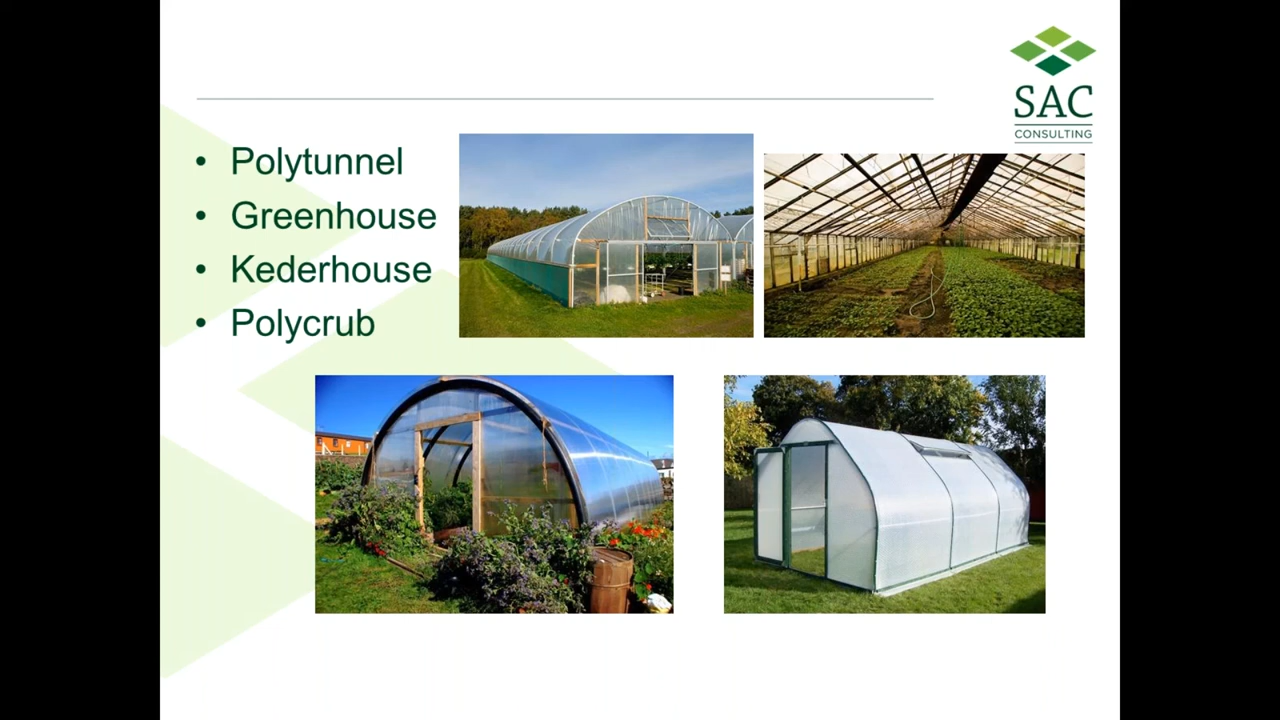 SAC
CONSULTING
• Polytunnel
• Greenhouse
• Kederhouse
• Polycrub